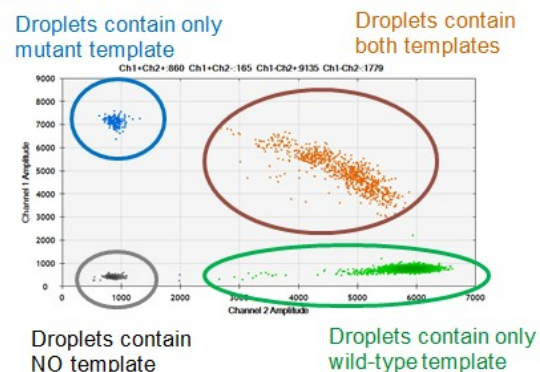 Droplets contain only
mutant template
Droplets contain
both templates
Ch1+Ch2+:860 Ch1+Ch2-:165 Ch1-Ch2+:9135 Ch1-Ch2-:1779
9000
8000
7000
6000
5000
4000
3000
2000
1000
0
Channel 1 Amplitude
0 1000 2000 3000 4000 5000 6000 7000
Channel 2 Amplitude
Droplets contain
NO template
Droplets contain only
wild-type template